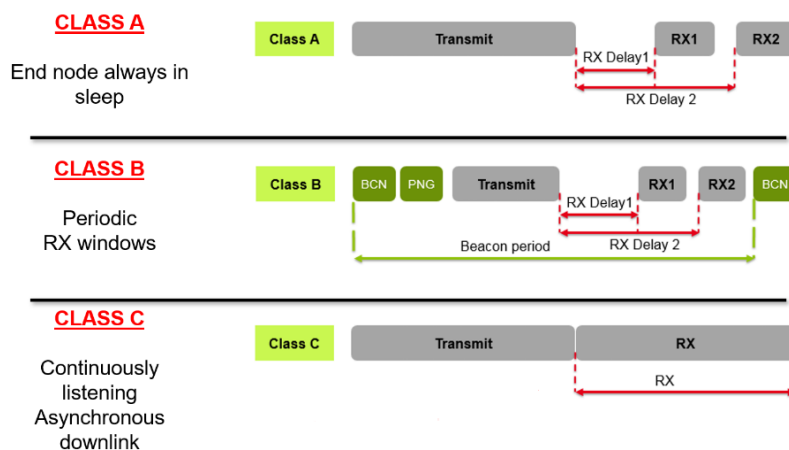 CLASS A
End node always in
sleep
Class A
Transmit
RX1
RX2
RX Delay1
RX Delay 2
CLASS B
Periodic
RX windows
Class B
BCN
PNG
Transmit
RX1
RX2
BCN
RX Delay1
RX Delay 2
Beacon period
CLASS C
Continuously
listening
Asynchronous
downlink
Class C
Transmit
RX
RX